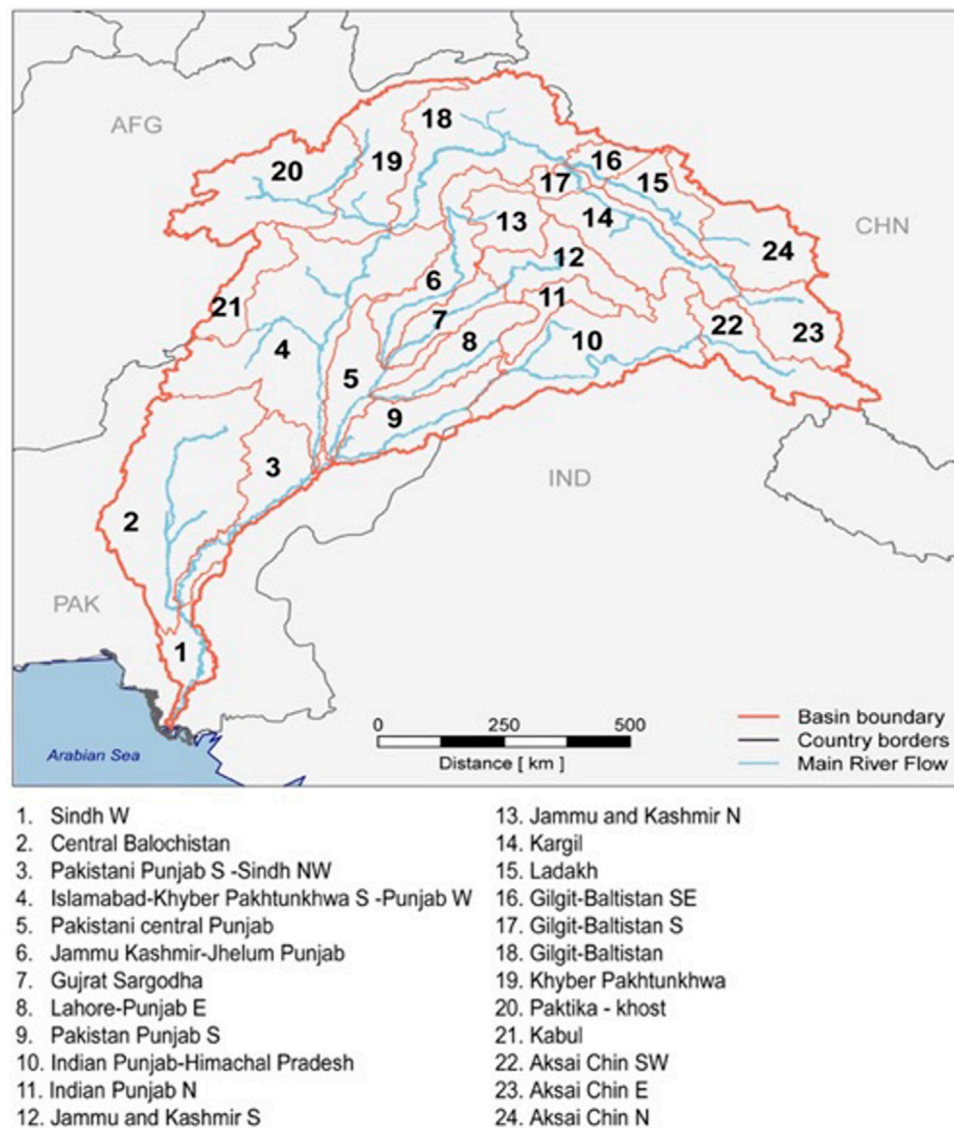 AFG
18
20
19
16
17
15
14
13
CHN
24
12
6
21
11
7
22
23
8
10
4
5
9
3
IND
2
PAK
1
0 250 500
Distance [ km ]
Arabian Sea
Basin boundary
Country borders
Main River Flow
1. Sindh W
2. Central Balochistan
3. Pakistani Punjab S -Sindh NW
4. Islamabad-Khyber Pakhtunkhwa S -Punjab W
5. Pakistani central Punjab
6. Jammu Kashmir-Jhelum Punjab
7. Gujrat Sargodha
8. Lahore-Punjab E
9. Pakistan Punjab S
10. Indian Punjab-Himachal Pradesh
11. Indian Punjab N
12. Jammu and Kashmir S
13. Jammu and Kashmir N
14. Kargil
15. Ladakh
16. Gilgit-Baltistan SE
17. Gilgit-Baltistan S
18. Gilgit-Baltistan
19. Khyber Pakhtunkhwa
20. Paktika - khost
21. Kabul
22. Aksai Chin SW
23. Aksai Chin E
24. Aksai Chin N